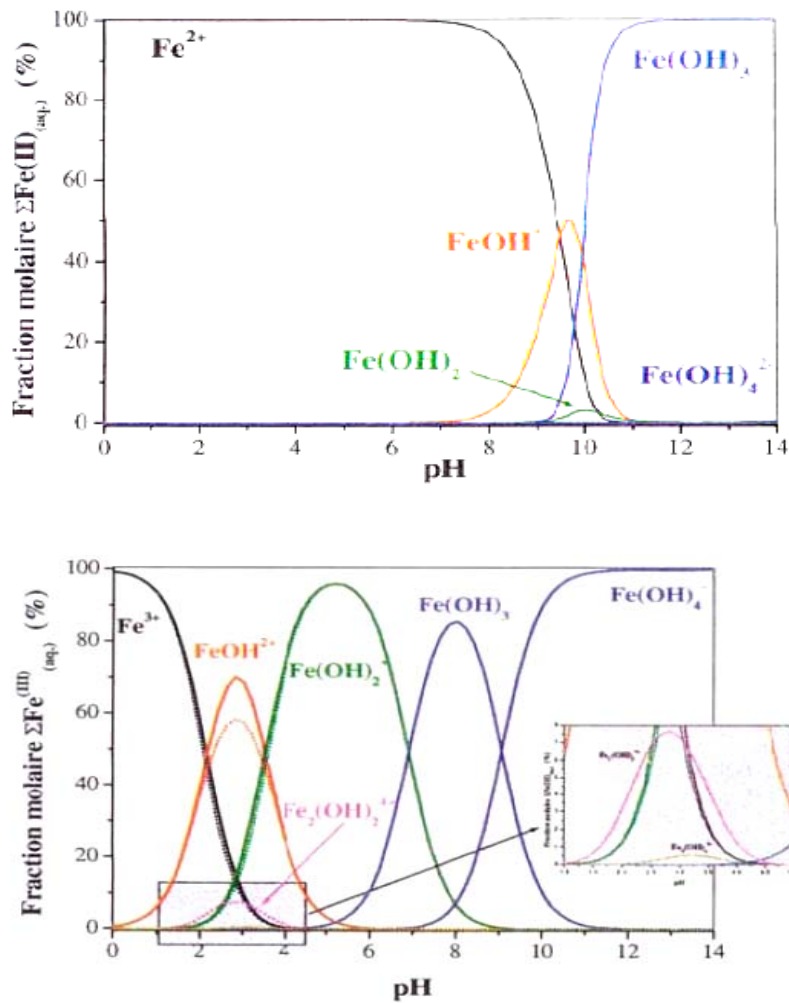 Fraction molaire ΣFe(II)(aq.) (%)
100
80
60
40
20
0
Fe²⁺
Fe(OH)₃
FeOH⁺
Fe(OH)₂
Fe(OH)₄²⁻
0 2 4 6 8 10 12 14
pH
Fraction molaire ΣFe(III)(aq.) (%)
100
80
60
40
20
0
Fe³⁺
FeOH²⁺
Fe(OH)₂⁺
Fe(OH)₃
Fe(OH)₄
Fe₂(OH)₂⁴⁺
0 2 4 6 8 10 12 14
pH
pH